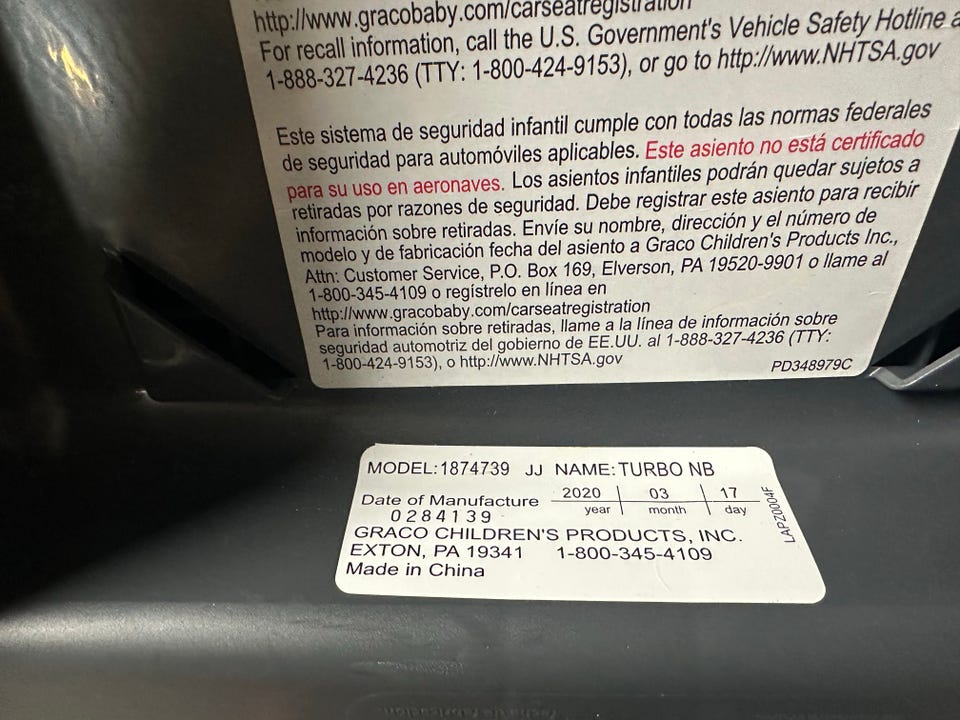 http://www.gracobaby.com/carseatregistration
For recall information, call the U.S. Government's Vehicle Safety Hotline a
1-888-327-4236 (TTY: 1-800-424-9153), or go to http://www.NHTSA.gov
Este sistema de seguridad infantil cumple con todas las normas federales
de seguridad para automóviles aplicables. Este asiento no está certificado
para su uso en aeronaves. Los asientos infantiles podrán quedar sujetos a
retiradas por razones de seguridad. Debe registrar este asiento para recibir
información sobre retiradas. Envíe su nombre, dirección y el número de
modelo y de fabricación fecha del asiento a Graco Children's Products Inc.,
Attn: Customer Service, P.O. Box 169, Elverson, PA 19520-9901 o llame al
1-800-345-4109 o regístrelo en línea en
http://www.gracobaby.com/carseatregistration
Para información sobre retiradas, llame a la línea de información sobre
seguridad automotriz del gobierno de EE.UU. al 1-888-327-4236 (TTY:
1-800-424-9153), o http://www.NHTSA.gov
PD348979C
MODEL:1874739 JJ NAME:TURBO NB
Date of Manufacture 2020 03 17
year month day
0284139
GRACO CHILDREN'S PRODUCTS, INC.
EXTON, PA 19341 1-800-345-4109
Made in China
LAPZ0004F